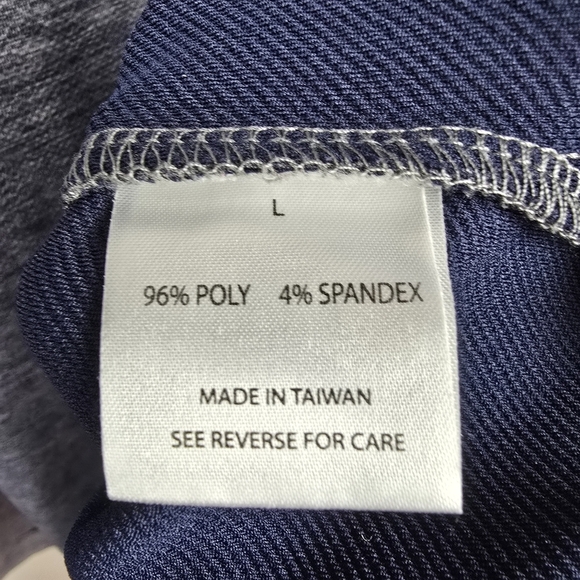 L
96% POLY 4% SPANDEX
MADE IN TAIWAN
SEE REVERSE FOR CARE